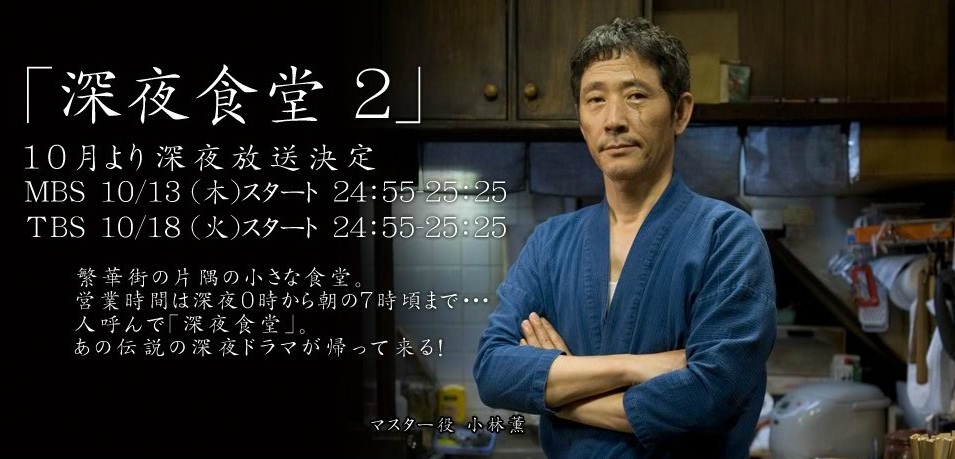 「深夜食堂 2」
10月より深夜放送決定
MBS 10/13(木)スタート 24:55-25:25
TBS 10/18(火)スタート 24:55-25:25
繁華街の片隅の小さな食堂。
営業時間は深夜0時から朝の7時頃まで・・・
人呼んで「深夜食堂」。
あの伝説の深夜ドラマが帰って来る!
マスター役 小林薫